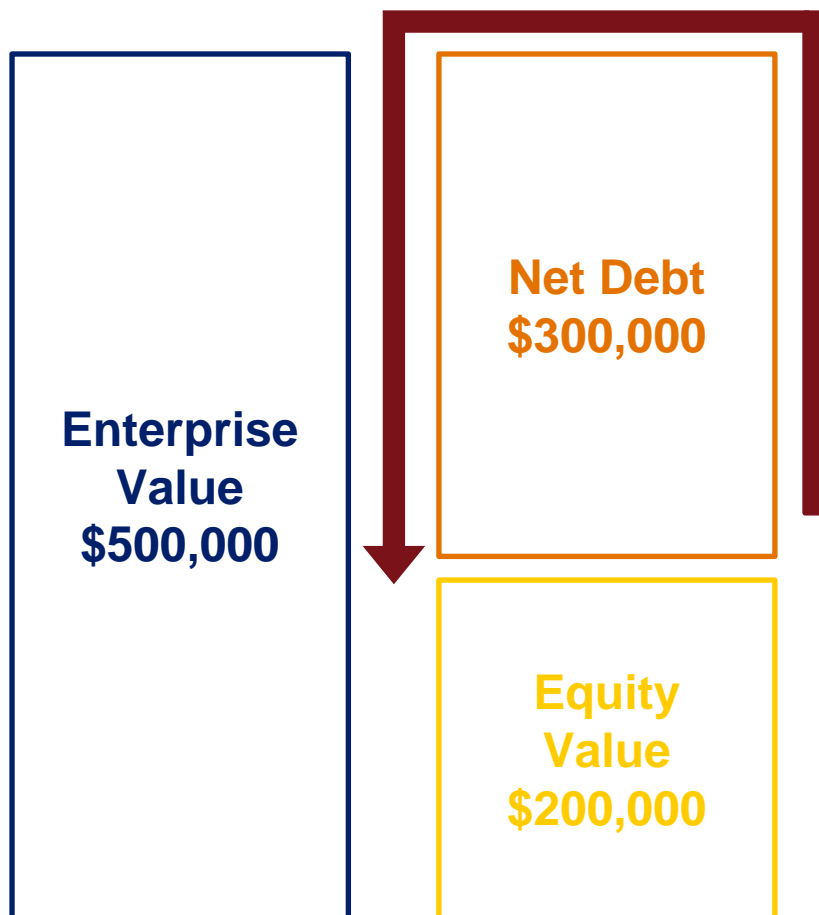 Enterprise
Value
$500,000
Net Debt
$300,000
Equity
Value
$200,000